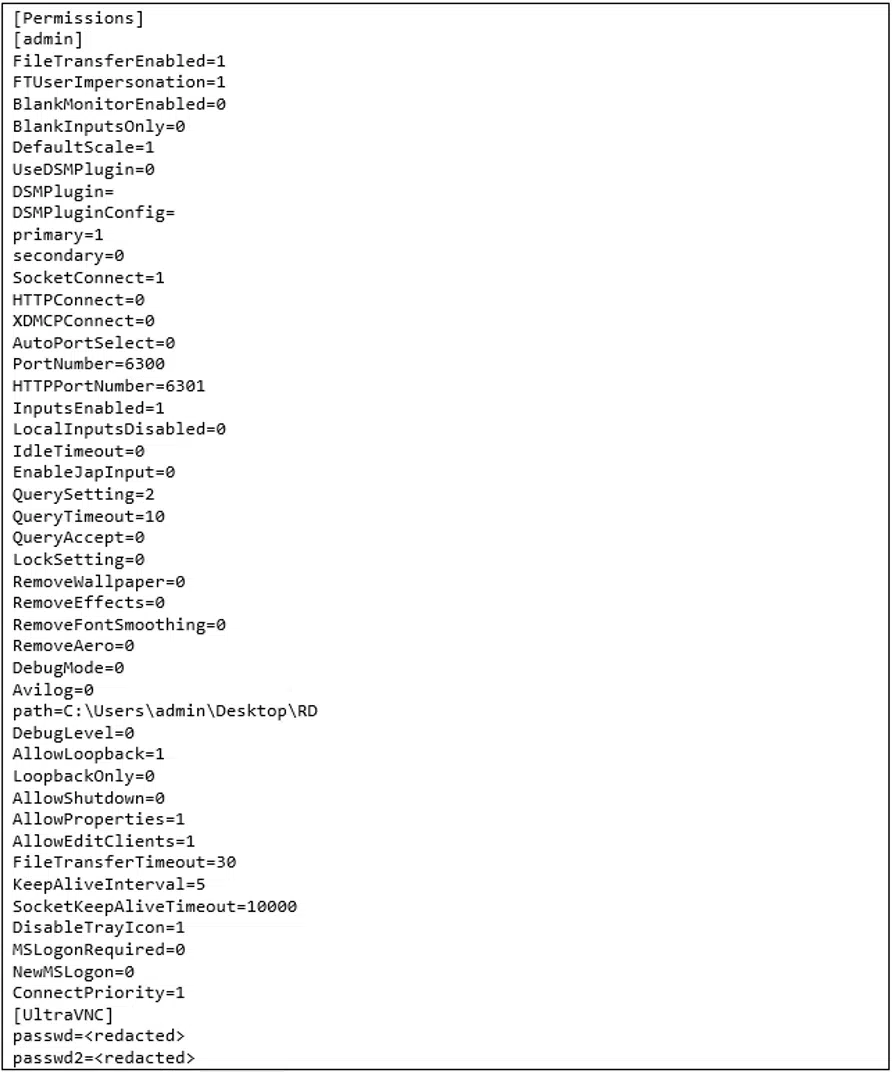 [Permissions]
[admin]
FileTransferEnabled=1
FTUserImpersonation=1
BlankMonitorEnabled=0
BlankInputsOnly=0
DefaultScale=1
UseDSMPlugin=0
DSMPlugin=
DSMPluginConfig=
primary=1
secondary=0
SocketConnect=1
HTTPConnect=0
XDMCPConnect=0
AutoPortSelect=0
PortNumber=6300
HTTPPortNumber=6301
InputsEnabled=1
LocalInputsDisabled=0
IdleTimeout=0
EnableJapInput=0
QuerySetting=2
QueryTimeout=10
QueryAccept=0
LockSetting=0
RemoveWallpaper=0
RemoveEffects=0
RemoveFontSmoothing=0
RemoveAero=0
DebugMode=0
Avilog=0
path=C:\Users\admin\Desktop\RD
DebugLevel=0
AllowLoopback=1
LoopbackOnly=0
AllowShutdown=0
AllowProperties=1
AllowEditClients=1
FileTransferTimeout=30
KeepAliveInterval=5
SocketKeepAliveTimeout=10000
DisableTrayIcon=1
MSLogonRequired=0
NewMSLogon=0
ConnectPriority=1
[UltraVNC]
passwd=<redacted>
passwd2=<redacted>